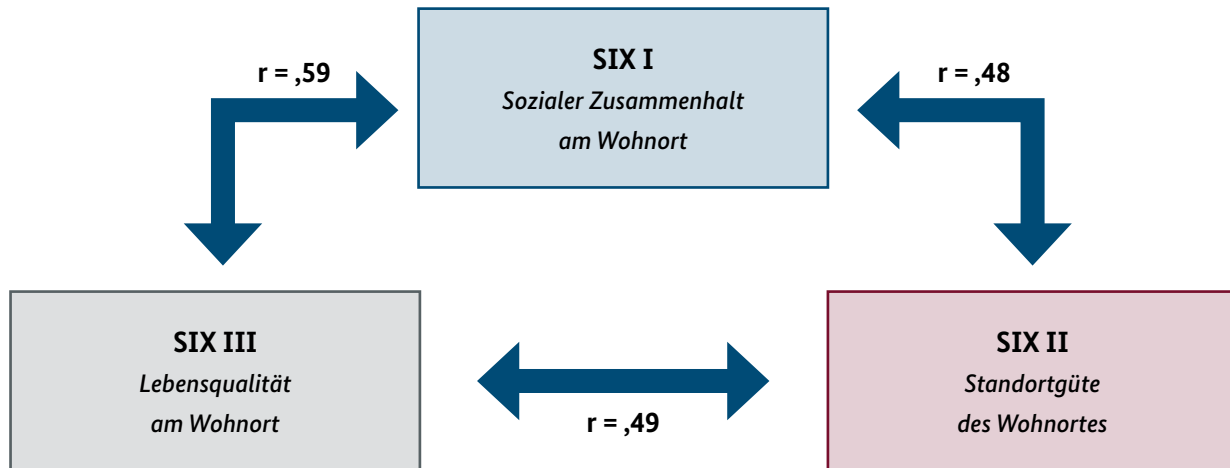 r = ,59
SIX I
Sozialer Zusammenhalt
am Wohnort
r = ,48
SIX III
Lebensqualität
am Wohnort
r = ,49
SIX II
Standortgüte
des Wohnortes